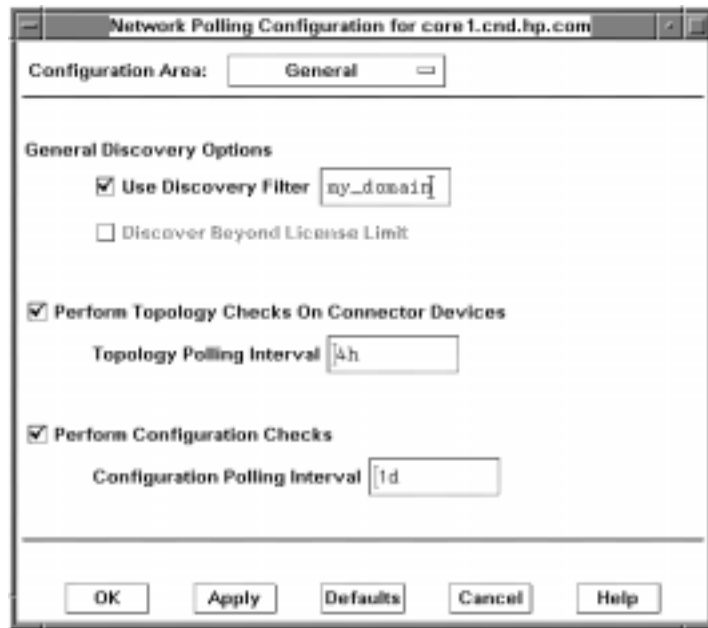 Network Polling Configuration for core1.cnd.hp.com
Configuration Area: General
General Discovery Options
Use Discovery Filter my_domain
Discover Beyond License Limit
Perform Topology Checks On Connector Devices
Topology Polling Interval 4h
Perform Configuration Checks
Configuration Polling Interval 1d
OK Apply Defaults Cancel Help